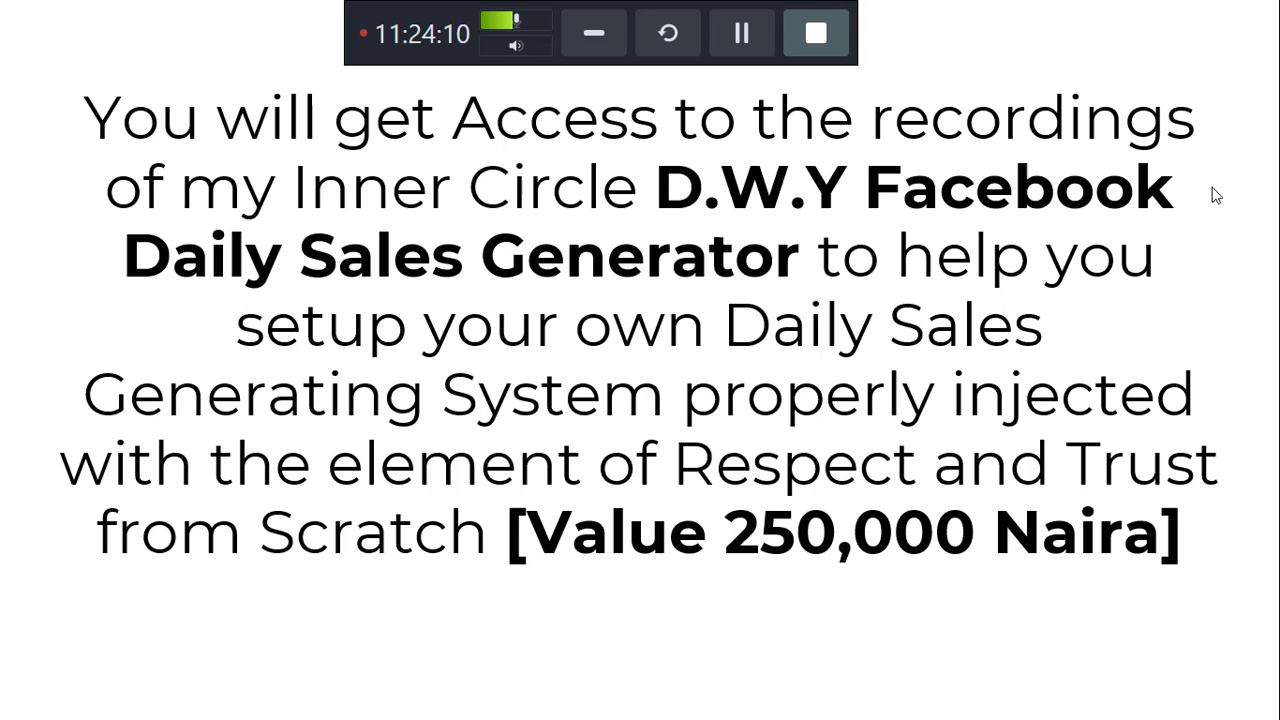 11:24:10
You will get Access to the recordings
of my Inner Circle D.W.Y Facebook
Daily Sales Generator to help you
setup your own Daily Sales
Generating System properly injected
with the element of Respect and Trust
from Scratch [Value 250,000 Naira]